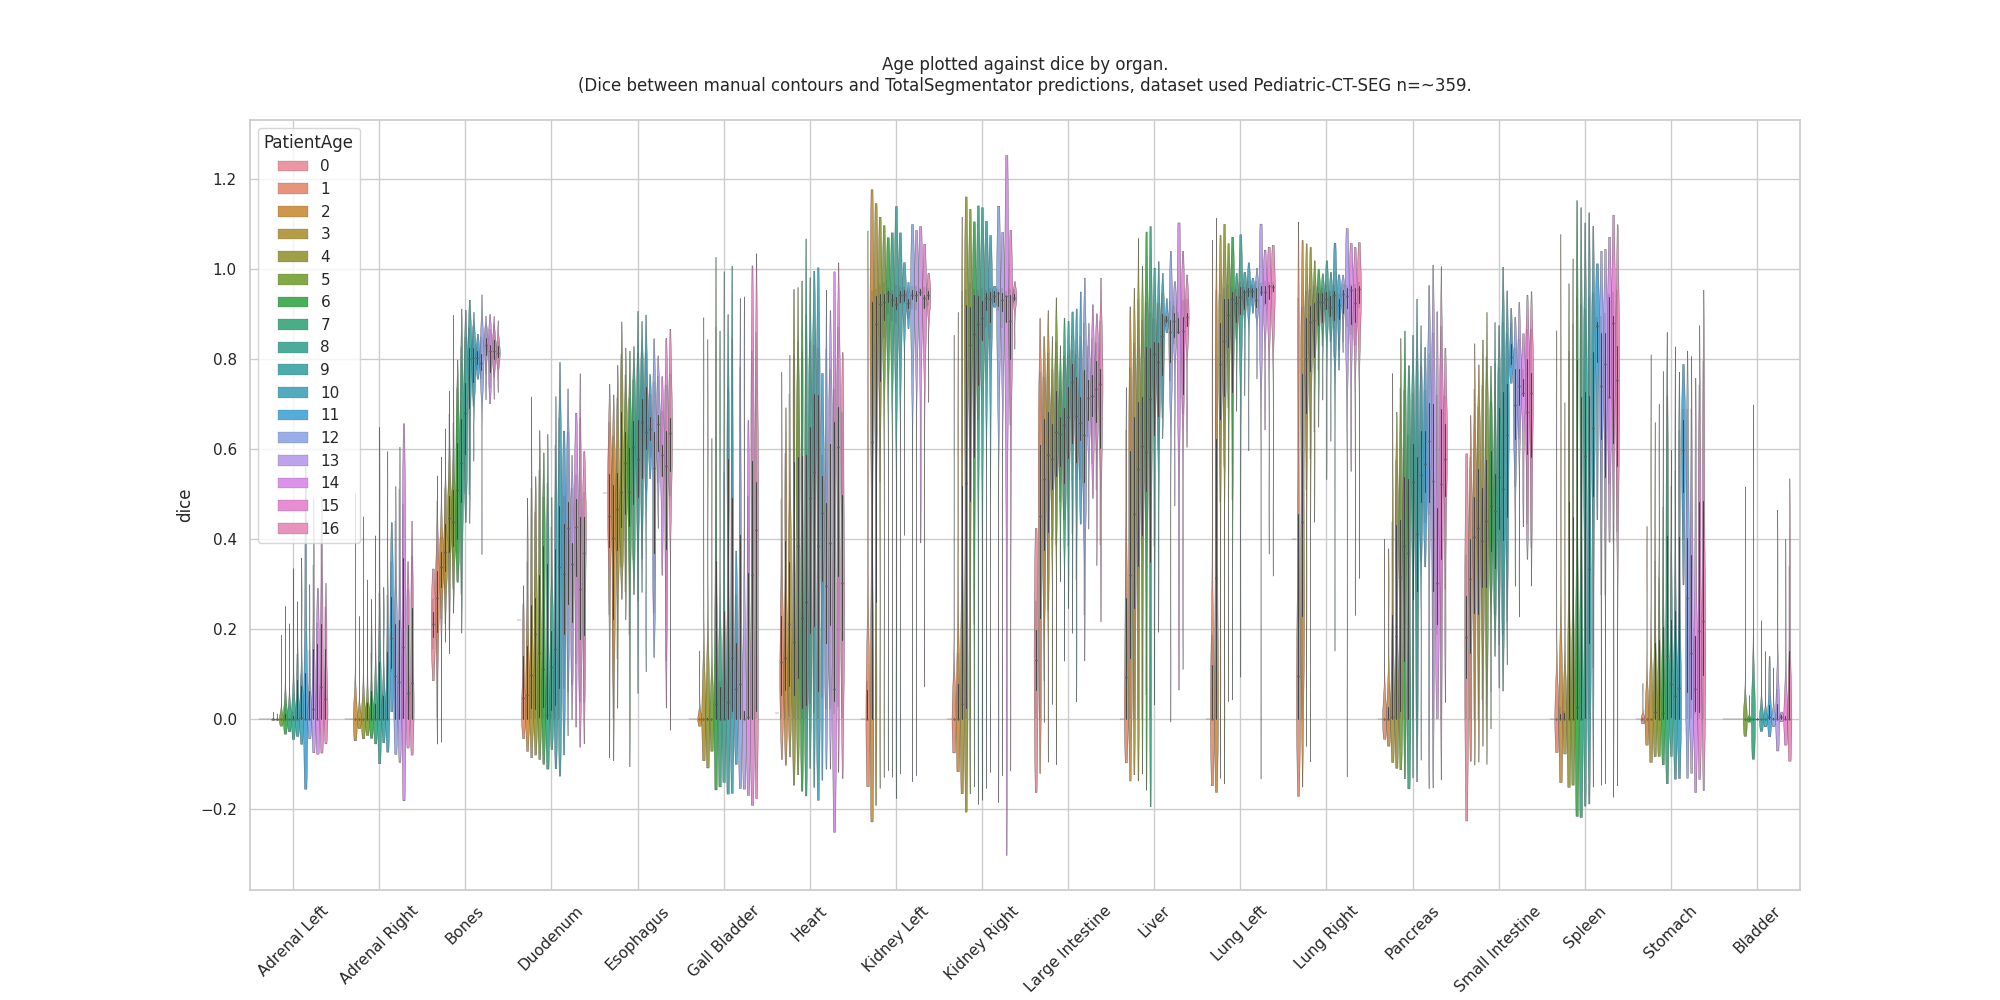 Age plotted against dice by organ.
(Dice between manual contours and TotalSegmentator predictions, dataset used Pediatric-CT-SEG n=~359.
PatientAge
0
1
2
3
4
5
6
7
8
9
10
11
12
13
14
15
16
dice
1.2
1.0
0.8
0.6
0.4
0.2
0.0
−0.2
Adrenal Left
Adrenal Right
Bones
Duodenum
Esophagus
Gall Bladder
Heart
Kidney Left
Kidney Right
Large Intestine
Liver
Lung Left
Lung Right
Pancreas
Small Intestine
Spleen
Stomach
Bladder